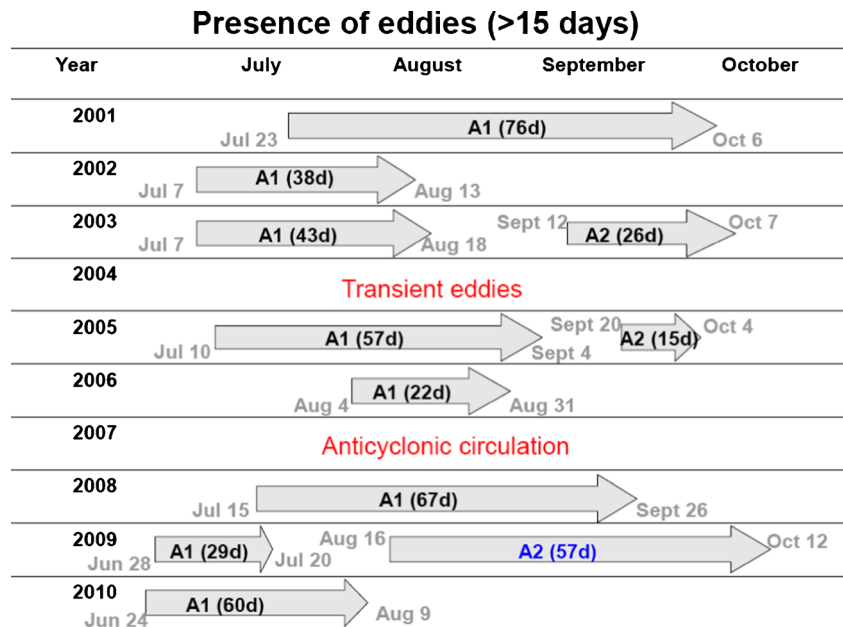 Presence of eddies (>15 days)
Year July August September October
2001
A1 (76d)
Jul 23 Oct 6
2002
A1 (38d)
Jul 7 Aug 13
2003
Sept 12 Oct 7
A1 (43d) A2 (26d)
Jul 7 Aug 18
2004
Transient eddies
2005
Sept 20 Oct 4
A1 (57d) A2 (15d)
Jul 10 Sept 4
2006
A1 (22d)
Aug 4 Aug 31
2007
Anticyclonic circulation
2008
A1 (67d)
Jul 15 Sept 26
2009
Aug 16 Oct 12
A1 (29d) A2 (57d)
Jun 28 Jul 20
2010
A1 (60d)
Jun 24 Aug 9